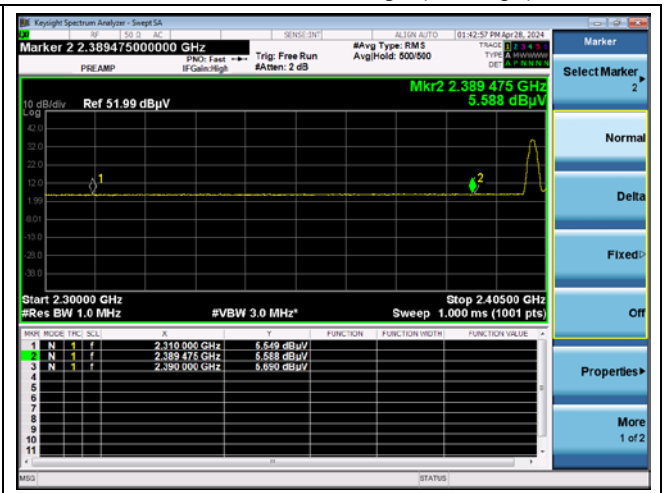 Keysight Spectrum Analyzer - Swept SA
RF 50 Ω AC SENSE:INT ALIGN AUTO 01:42:57 PM Apr 28, 2024
Marker 2 2.389475000000 GHz
PREAMP
PNO: Fast
IFGain:High
Trig: Free Run
#Atten: 2 dB
#Avg Type: RMS
Avg|Hold: 500/500
TRACE 1 2 3 4 5 6
TYPE A WWWWW
DET A P N N N N
Mkr2 2.389 475 GHz
5.588 dBµV
10 dB/div Ref 51.99 dBµV
Log
42.0
32.0
22.0
12.0
1.99
-8.01
-18.0
-28.0
-38.0
1
2
Start 2.30000 GHz
Stop 2.40500 GHz
#Res BW 1.0 MHz
#VBW 3.0 MHz*
Sweep 1.000 ms (1001 pts)
MKR MODE TRC SCL X Y FUNCTION FUNCTION WIDTH FUNCTION VALUE
1 N 1 f 2.310 000 GHz 5.549 dBµV
2 N 1 f 2.389 475 GHz 5.588 dBµV
3 N 1 f 2.390 000 GHz 5.690 dBµV
4
5
6
7
8
9
10
11
MSG
STATUS
Marker
Select Marker
2
Normal
Delta
Fixed
Off
Properties
More
1 of 2